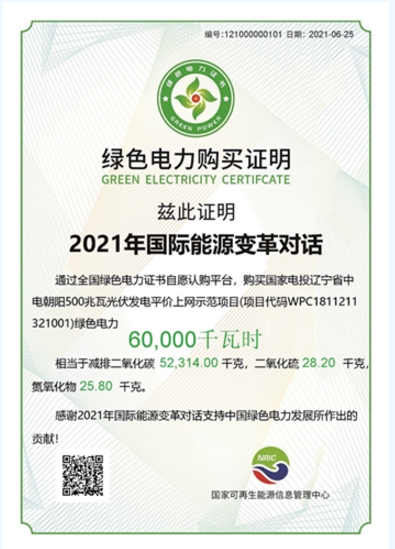 编号:121000000101 日期：2021-06-25
绿色电力证书
GREEN POWER
绿色电力购买证明
GREEN ELECTRICITY CERTIFCATE
兹此证明
2021年国际能源变革对话
通过全国绿色电力证书自愿认购平台，购买国家电投辽宁省中
电朝阳500兆瓦光伏发电平价上网示范项目(项目代码WPC1811211
321001)绿色电力
60,000千瓦时
相当于减排二氧化碳 52,314.00 千克，二氧化硫 28.20 千克，
氮氧化物 25.80 千克。
感谢2021年国际能源变革对话支持中国绿色电力发展所作出的
贡献！
NRIC
国家可再生能源信息管理中心